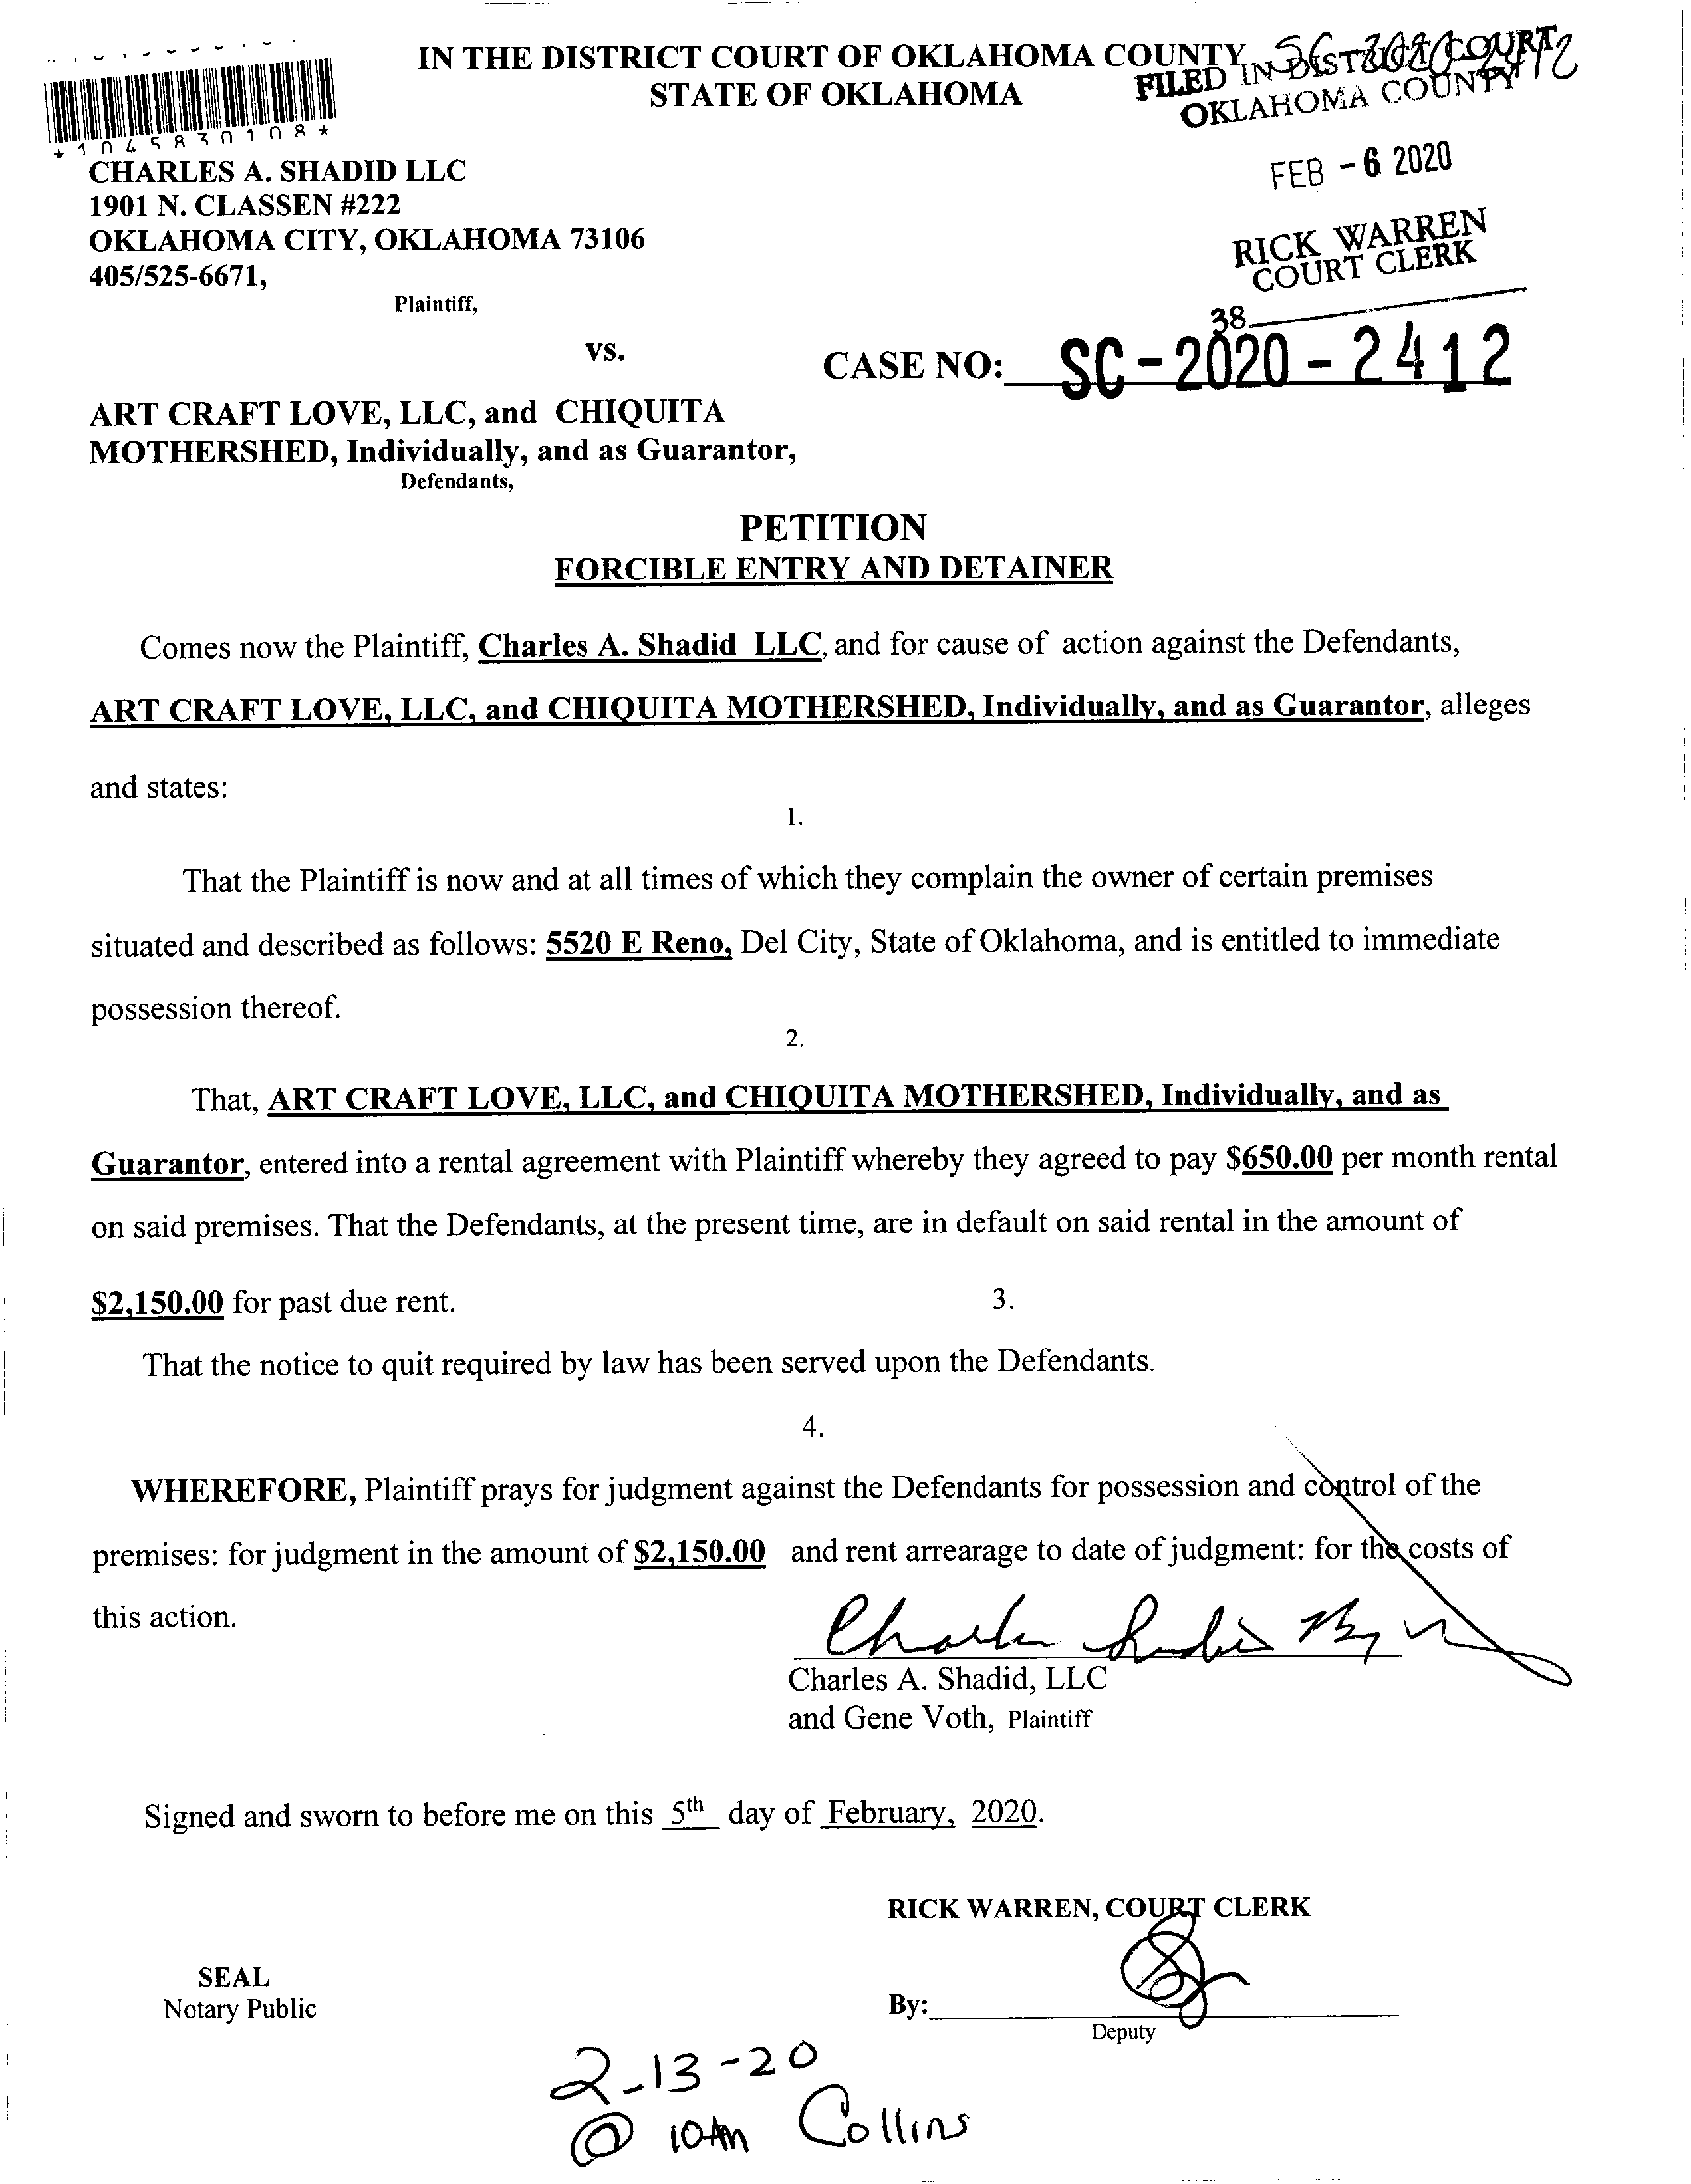 IN THE DISTRICT COURT OF OKLAHOMA COUNTY
STATE OF OKLAHOMA
SC-2020-2412
FILED IN DISTRICT COURT
OKLAHOMA COUNTY
*1045830108*
FEB -6 2020
RICK WARREN
COURT CLERK
38
CHARLES A. SHADID LLC
1901 N. CLASSEN #222
OKLAHOMA CITY, OKLAHOMA 73106
405/525-6671,
Plaintiff,
vs.
CASE NO: SC-2020-2412
ART CRAFT LOVE, LLC, and CHIQUITA
MOTHERSHED, Individually, and as Guarantor,
Defendants,
PETITION
FORCIBLE ENTRY AND DETAINER
Comes now the Plaintiff, Charles A. Shadid LLC, and for cause of action against the Defendants,
ART CRAFT LOVE, LLC, and CHIQUITA MOTHERSHED, Individually, and as Guarantor, alleges
and states:
1.
That the Plaintiff is now and at all times of which they complain the owner of certain premises
situated and described as follows: 5520 E Reno, Del City, State of Oklahoma, and is entitled to immediate
possession thereof.
2.
That, ART CRAFT LOVE, LLC, and CHIQUITA MOTHERSHED, Individually, and as
Guarantor, entered into a rental agreement with Plaintiff whereby they agreed to pay $650.00 per month rental
on said premises. That the Defendants, at the present time, are in default on said rental in the amount of
$2,150.00 for past due rent. 3.
That the notice to quit required by law has been served upon the Defendants.
4.
WHEREFORE, Plaintiff prays for judgment against the Defendants for possession and control of the
premises: for judgment in the amount of $2,150.00 and rent arrearage to date of judgment: for the costs of
this action.
Charles A. Shadid, LLC
and Gene Voth, Plaintiff
Signed and sworn to before me on this 5th day of February, 2020.
RICK WARREN, COURT CLERK
SEAL
Notary Public
By:
Deputy
2-13-20
@ 10AM Collins